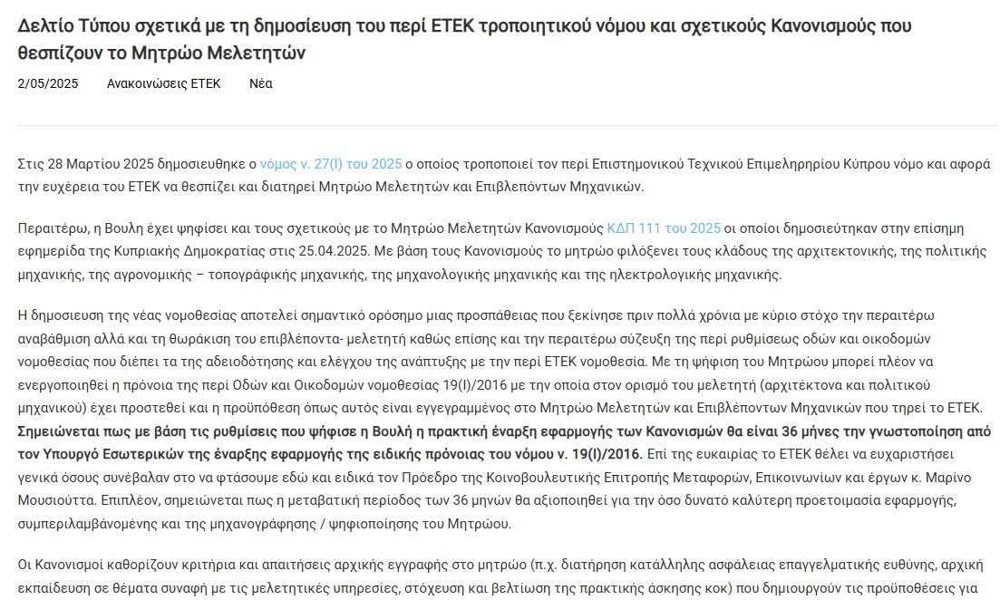 Δελτίο Τύπου σχετικά με τη δημοσίευση του περί ΕΤΕΚ τροποιητικού νόμου και σχετικούς Κανονισμούς που
θεσπίζουν το Μητρώο Μελετητών
2/05/2025 Ανακοινώσεις ΕΤΕΚ Νέα
Στις 28 Μαρτίου 2025 δημοσιευθηκε ο νόμος ν. 27(Ι) του 2025 ο οποίος τροποποιεί τον περί Επιστημονικού Τεχνικού Επιμεληρηρίου Κύπρου νόμο και αφορά
την ευχέρεια του ΕΤΕΚ να θεσπίζει και διατηρεί Μητρώο Μελετητών και Επιβλεπόντων Μηχανικών.
Περαιτέρω, η Βουλη έχει ψηφίσει και τους σχετικούς με το Μητρώο Μελετητών Κανονισμούς ΚΔΠ 111 του 2025 οι οποίοι δημοσιεύτηκαν στην επίσημη
εφημερίδα της Κυπριακής Δημοκρατίας στις 25.04.2025. Με βάση τους Κανονισμούς το μητρώο φιλόξενει τους κλάδους της αρχιτεκτονικής, της πολιτικής
μηχανικής, της αγρονομικής – τοπογράφικής μηχανικής, της μηχανολογικής μηχανικής και της ηλεκτρολογικής μηχανικής.
Η δημοσιευση της νέας νομοθεσίας αποτελεί σημαντικό ορόσημο μιας προσπάθειας που ξεκίνησε πριν πολλά χρόνια με κύριο στόχο την περαιτέρω
αναβάθμιση αλλά και τη θωράκιση του επιβλέποντα- μελετητή καθώς επίσης και την περαιτέρω σύζευξη της περί ρυθμίσεως οδών και οικοδομών
νομοθεσίας που διέπει τα της αδειοδότησης και ελέγχου της ανάπτυξης με την περί ΕΤΕΚ νομοθεσία. Με τη ψήφιση του Μητρώου μπορεί πλέον να
ενεργοποιηθεί η πρόνοια της περί Οδών και Οικοδομών νομοθεσίας 19(Ι)/2016 με την οποία στον ορισμό του μελετητή (αρχιτέκτονα και πολιτικού
μηχανικού) έχει προστεθεί και η προϋπόθεση όπως αυτός είναι εγγεγραμμένος στο Μητρώο Μελετητών και Επιβλέποντων Μηχανικών που τηρεί το ΕΤΕΚ.
Σημειώνεται πως με βάση τις ρυθμίσεις που ψήφισε η Βουλή η πρακτική έναρξη εφαρμογής των Κανονισμών θα είναι 36 μήνες την γνωστοποίηση από
τον Υπουργό Εσωτερικών της έναρξης εφαρμογής της ειδικής πρόνοιας του νόμου ν. 19(Ι)/2016. Επί της ευκαιρίας το ΕΤΕΚ θέλει να ευχαριστήσει
γενικά όσους συνέβαλαν στο να φτάσουμε εδώ και ειδικά τον Πρόεδρο της Κοινοβουλευτικής Επιτροπής Μεταφορών, Επικοινωνίων και έργων κ. Μαρίνο
Μουσιούττα. Επιπλέον, σημειώνεται πως η μεταβατική περίοδος των 36 μηνών θα αξιοποιηθεί για την όσο δυνατό καλύτερη προετοιμασία εφαρμογής,
συμπεριλαμβάνομένης και της μηχανογράφησης / ψηφιοποίησης του Μητρώου.
Οι Κανονισμοί καθορίζουν κριτήρια και απαιτήσεις αρχικής εγγραφής στο μητρώο (π.χ. διατήρηση κατάλληλης ασφάλειας επαγγελματικής ευθύνης, αρχική
εκπαίδευση σε θέματα συναφή με τις μελετητικές υπηρεσίες, στόχευση και βελτίωση της πρακτικής άσκησης κοκ) που δημιουργούν τις προϋποθέσεις για